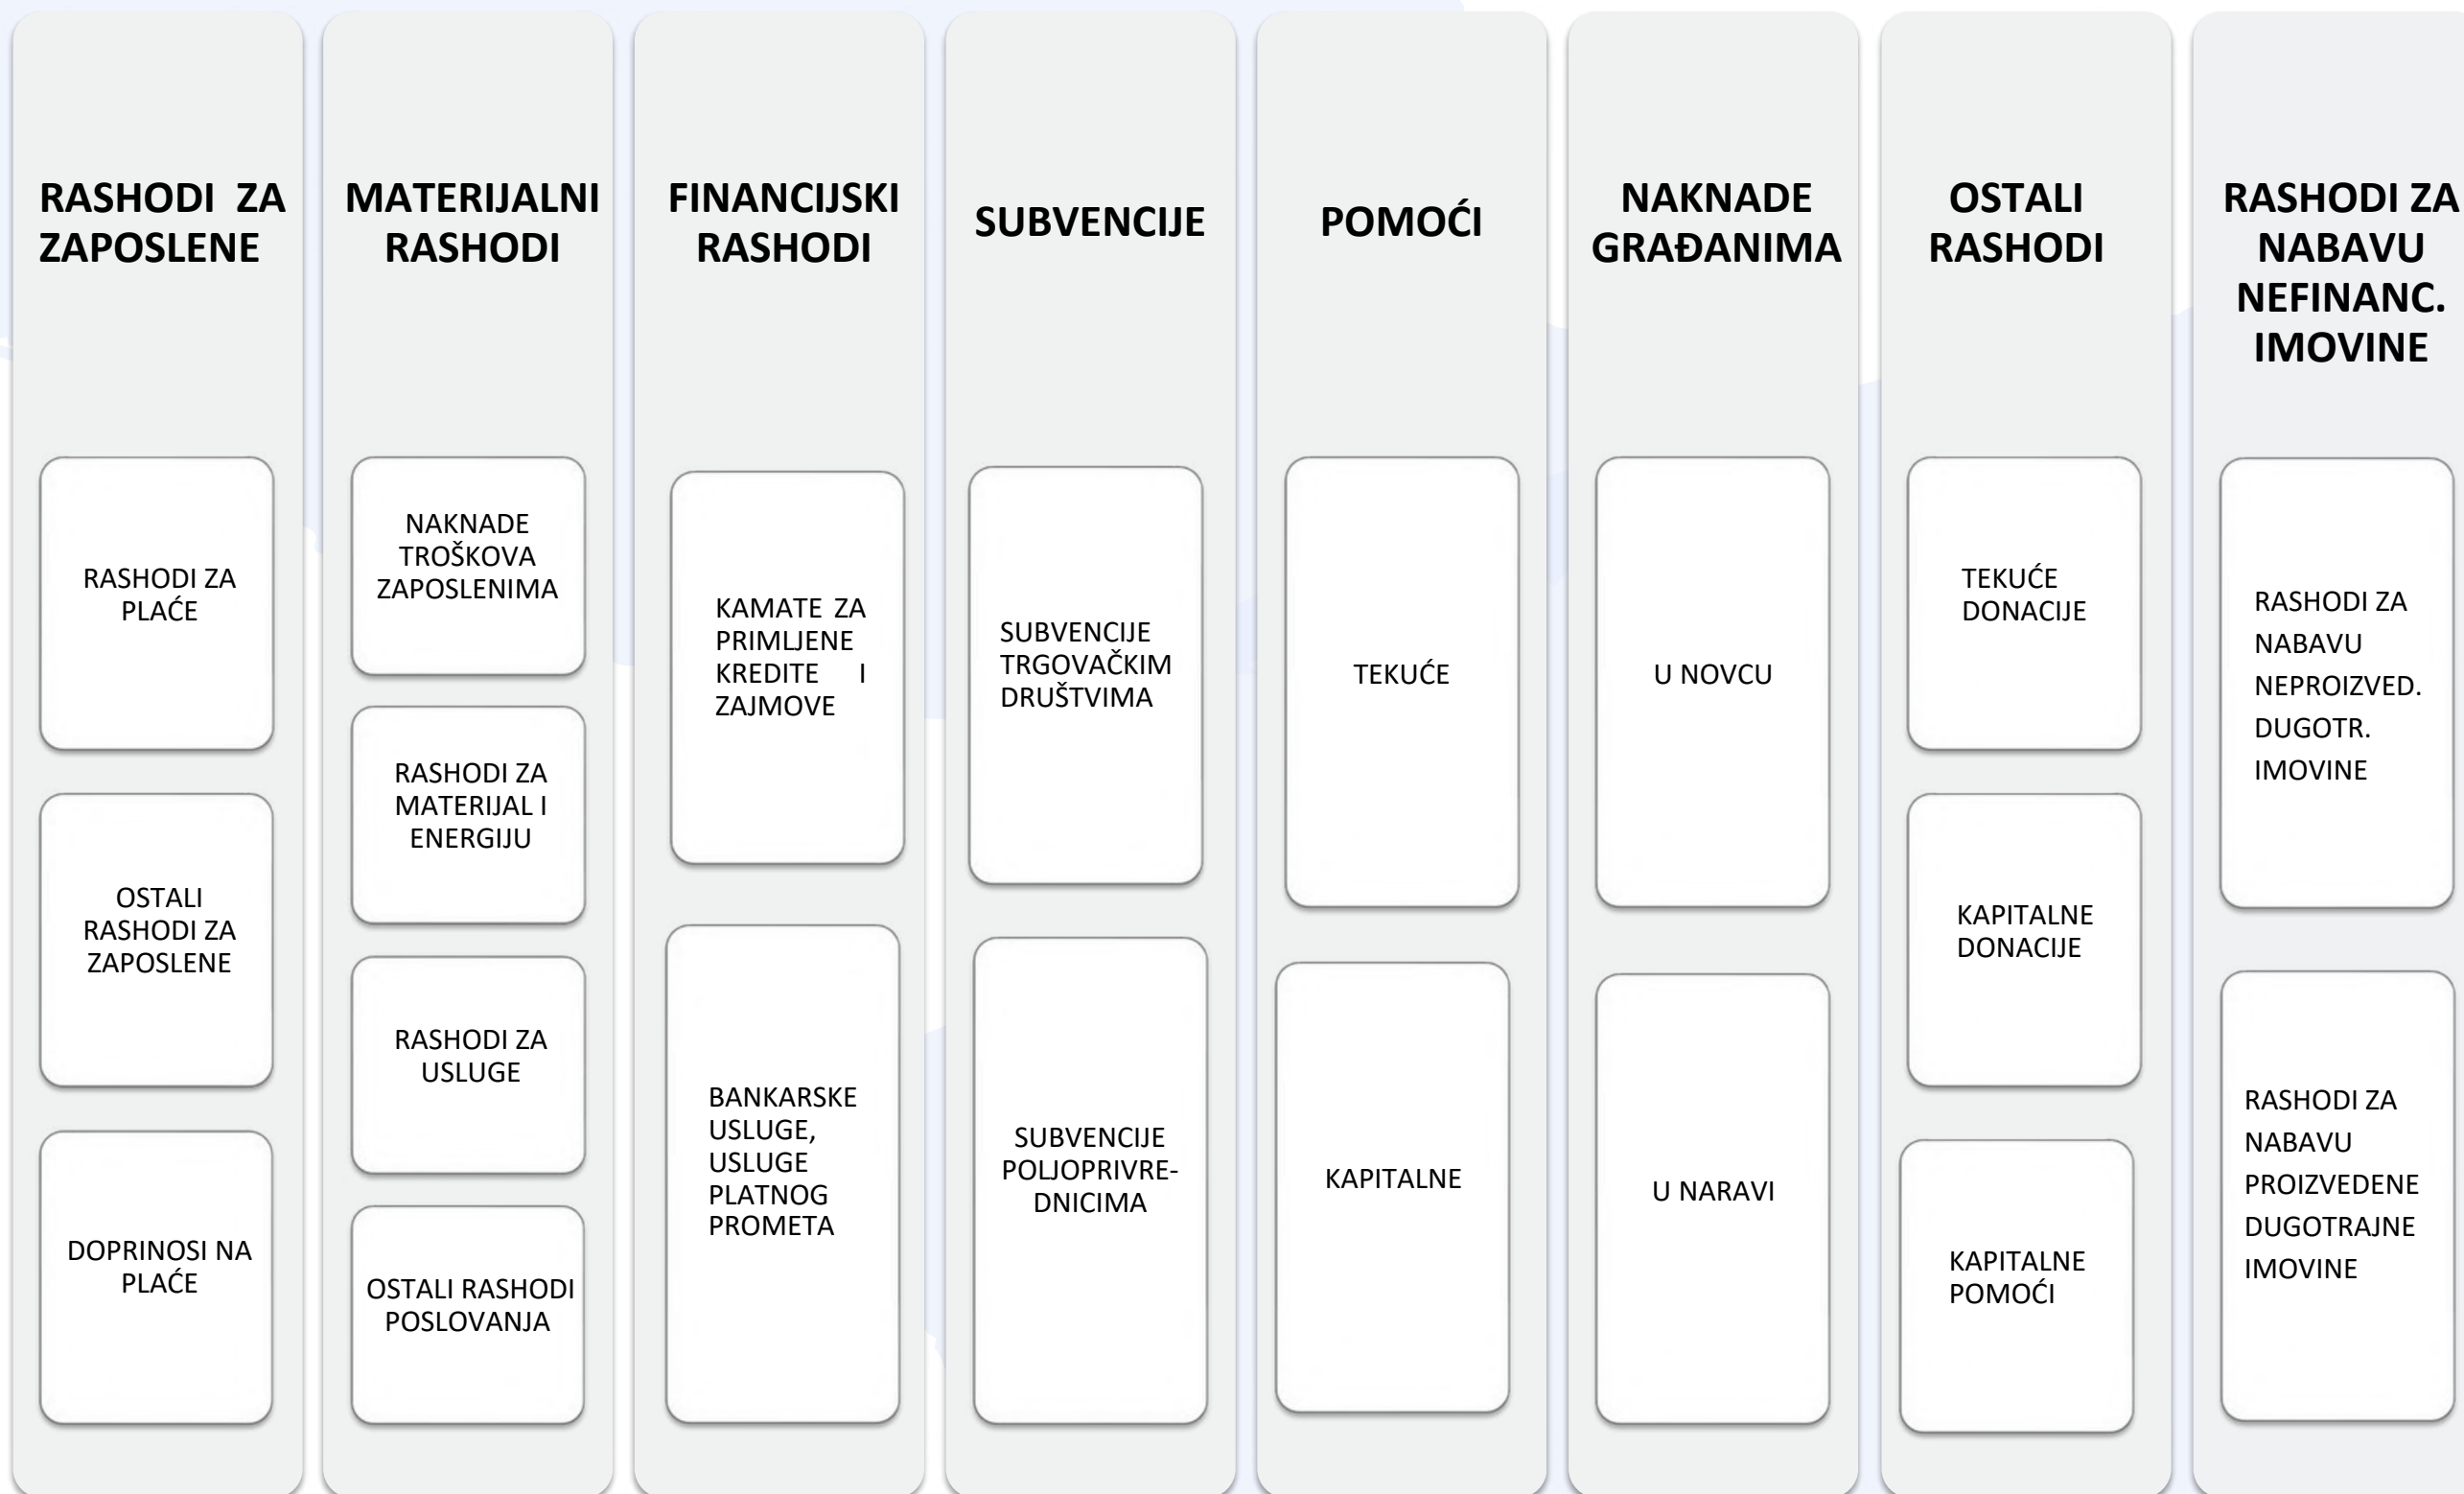 RASHODI ZA
ZAPOSLENE
RASHODI ZA
PLAĆE
OSTALI
RASHODI ZA
ZAPOSLENE
DOPRINOSI NA
PLAĆE
MATERIJALNI
RASHODI
NAKNADE
TROŠKOVA
ZAPOSLENIMA
RASHODI ZA
MATERIJAL I
ENERGIJU
RASHODI ZA
USLUGE
OSTALI RASHODI
POSLOVANJA
FINANCIJSKI
RASHODI
KAMATE ZA
PRIMLJENE
KREDITE I
ZAJMOVE
BANKARSKE
USLUGE,
USLUGE
PLATNOG
PROMETA
SUBVENCIJE
SUBVENCIJE
TRGOVAČKIM
DRUŠTVIMA
SUBVENCIJE
POLJOPRIVRE-
DNICIMA
POMOĆI
TEKUĆE
KAPITALNE
NAKNADE
GRAĐANIMA
U NOVCU
U NARAVI
OSTALI
RASHODI
TEKUĆE
DONACIJE
KAPITALNE
DONACIJE
KAPITALNE
POMOĆI
RASHODI ZA
NABAVU
NEFINANC.
IMOVINE
RASHODI ZA
NABAVU
NEPROIZVED.
DUGOTR.
IMOVINE
RASHODI ZA
NABAVU
PROIZVEDENE
DUGOTRAJNE
IMOVINE